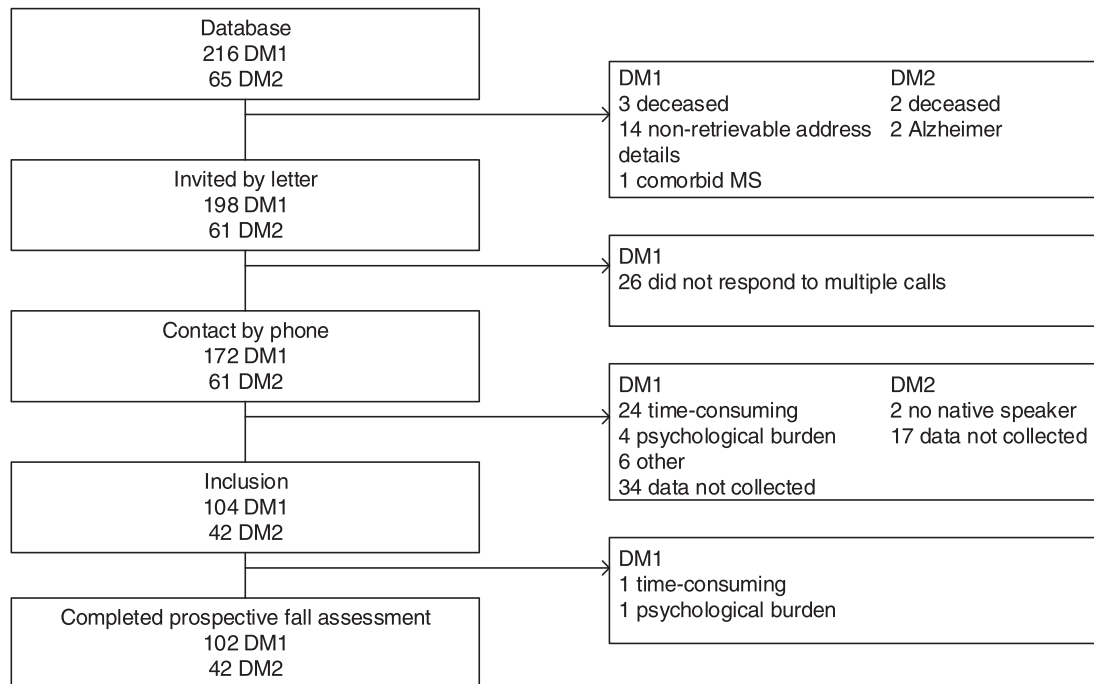 Database
216 DM1
65 DM2
DM1
3 deceased
14 non-retrievable address
details
1 comorbid MS
DM2
2 deceased
2 Alzheimer
Invited by letter
198 DM1
61 DM2
DM1
26 did not respond to multiple calls
Contact by phone
172 DM1
61 DM2
DM1
24 time-consuming
4 psychological burden
6 other
34 data not collected
DM2
2 no native speaker
17 data not collected
Inclusion
104 DM1
42 DM2
DM1
1 time-consuming
1 psychological burden
Completed prospective fall assessment
102 DM1
42 DM2